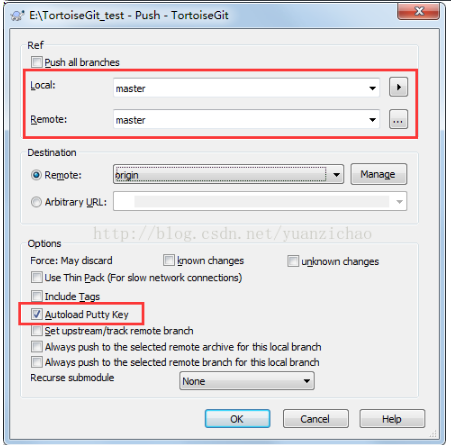 E:\TortoiseGit_test - Push - TortoiseGit
Ref
Push all branches
Local:
master
Remote:
master
...
Destination
Remote:
origin
Manage
Arbitrary URL:
http://blog.csdn.net/yuanzichao
Options
Force: May discard
known changes
unknown changes
Use Thin Pack (For slow network connections)
Include Tags
Autoload Putty Key
Set upstream/track remote branch
Always push to the selected remote archive for this local branch
Always push to the selected remote branch for this local branch
Recurse submodule
None
OK
Cancel
Help